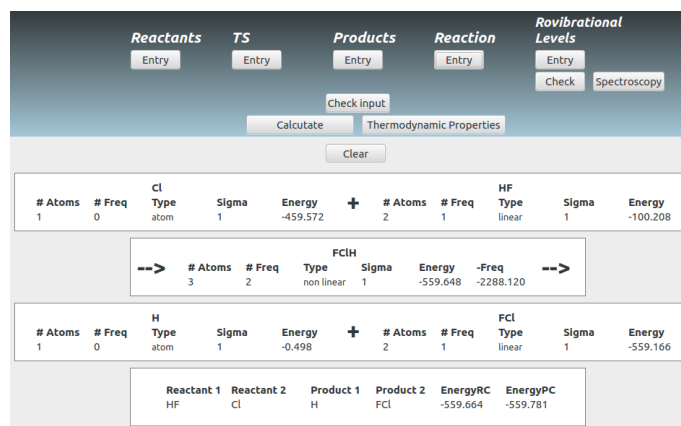 Reactants TS Products Reaction Rovibrational Levels
Entry Entry Entry Entry Entry
Check Spectroscopy
Check input
Calcutate Thermodynamic Properties
Clear
Cl HF
# Atoms # Freq Type Sigma Energy + # Atoms # Freq Type Sigma Energy
1 0 atom 1 -459.572 2 1 linear 1 -100.208
FClH
--> # Atoms # Freq Type Sigma Energy -Freq -->
3 2 non linear 1 -559.648 -2288.120
H FCl
# Atoms # Freq Type Sigma Energy + # Atoms # Freq Type Sigma Energy
1 0 atom 1 -0.498 2 1 linear 1 -559.166
Reactant 1 Reactant 2 Product 1 Product 2 EnergyRC EnergyPC
HF Cl H FCl -559.664 -559.781